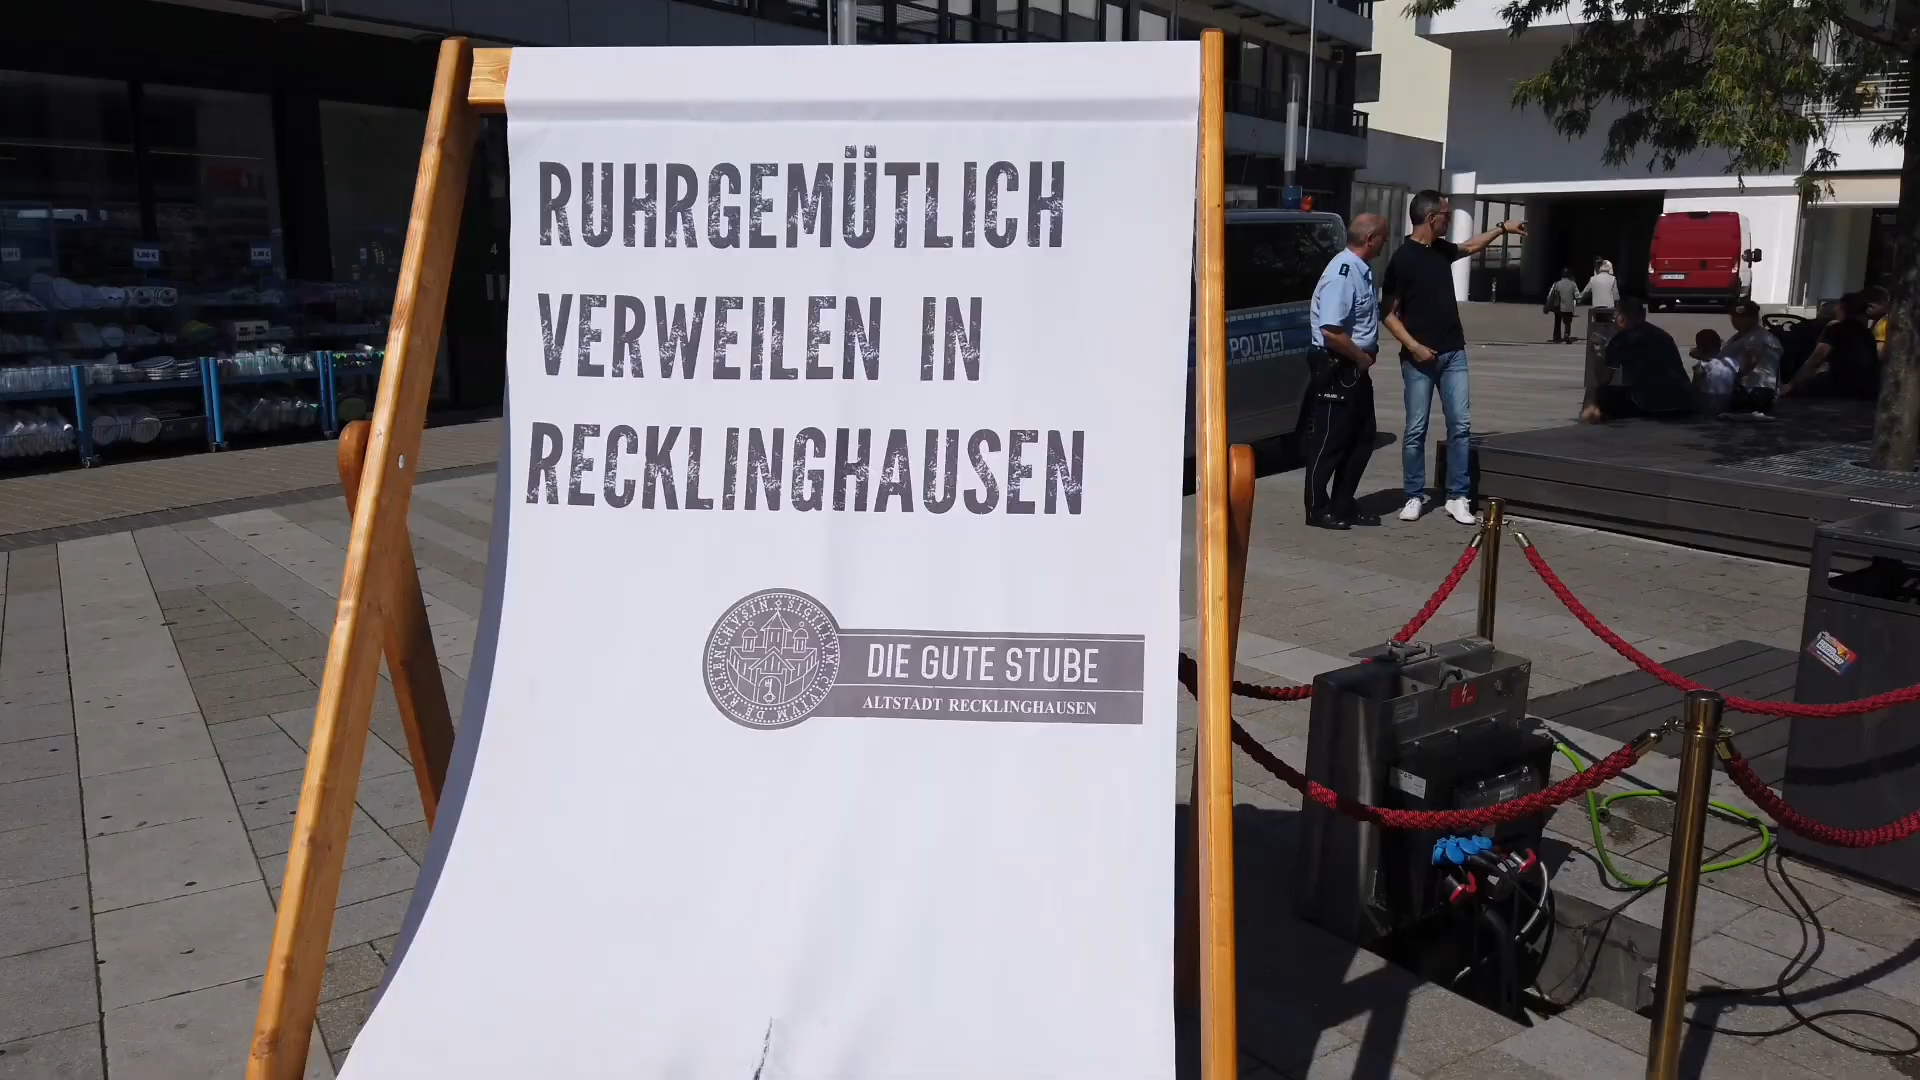 RUHRGEMÜTLICH
VERWEILEN IN
RECKLINGHAUSEN
DIE GUTE STUBE
ALTSTADT RECKLINGHAUSEN
POLIZEI